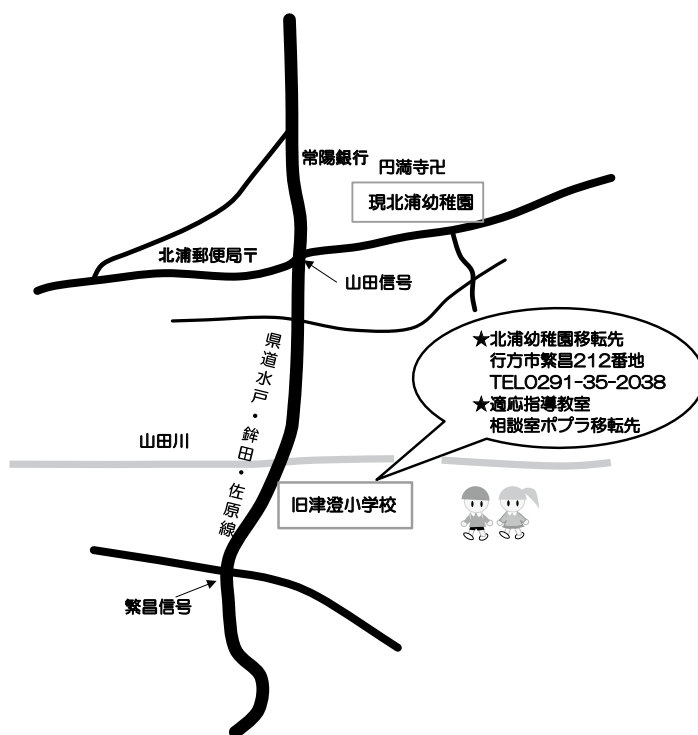 常陽銀行
円満寺卍
現北浦幼稚園
北浦郵便局〒
山田信号
県道水戸・鉾田・佐原線
★北浦幼稚園移転先
行方市繁昌212番地
TEL0291-35-2038
★適応指導教室
相談室ポプラ移転先
山田川
旧津澄小学校
繁昌信号